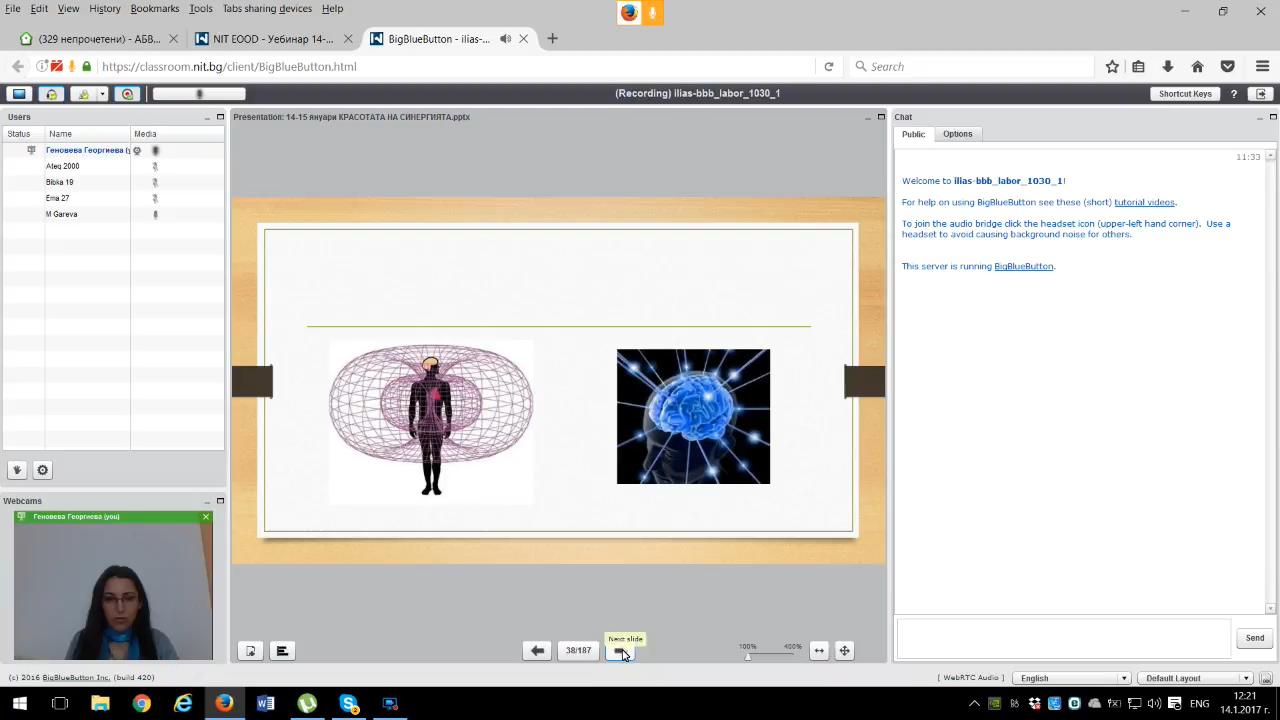 File Edit View History Bookmarks Tools Tabs sharing devices Help
(329 непрочетени) - АБВ...
NIT EOOD - Уебинар 14-...
BigBlueButton - ilias-...
https://classroom.nit.bg/client/BigBlueButton.html
Search
(Recording) ilias-bbb_labor_1030_1
Shortcut Keys
?
Users
Status Name Media
Геновева Георгиева (y
Ateq 2000
Bibka 19
Ema 27
M Gareva
Webcams
Геновева Георгиева (you)
Presentation: 14-15 януари КРАСОТАТА НА СИНЕРГИЯТА.pptx
Next slide
38/187
100% 400%
Chat
Public Options
11:33
Welcome to ilias-bbb_labor_1030_1!
For help on using BigBlueButton see these (short) tutorial videos.
To join the audio bridge click the headset icon (upper-left hand corner). Use a
headset to avoid causing background noise for others.
This server is running BigBlueButton.
Send
(c) 2016 BigBlueButton Inc. (build 420)
[ WebRTC Audio ] English Default Layout
ENG
12:21
14.1.2017 г.